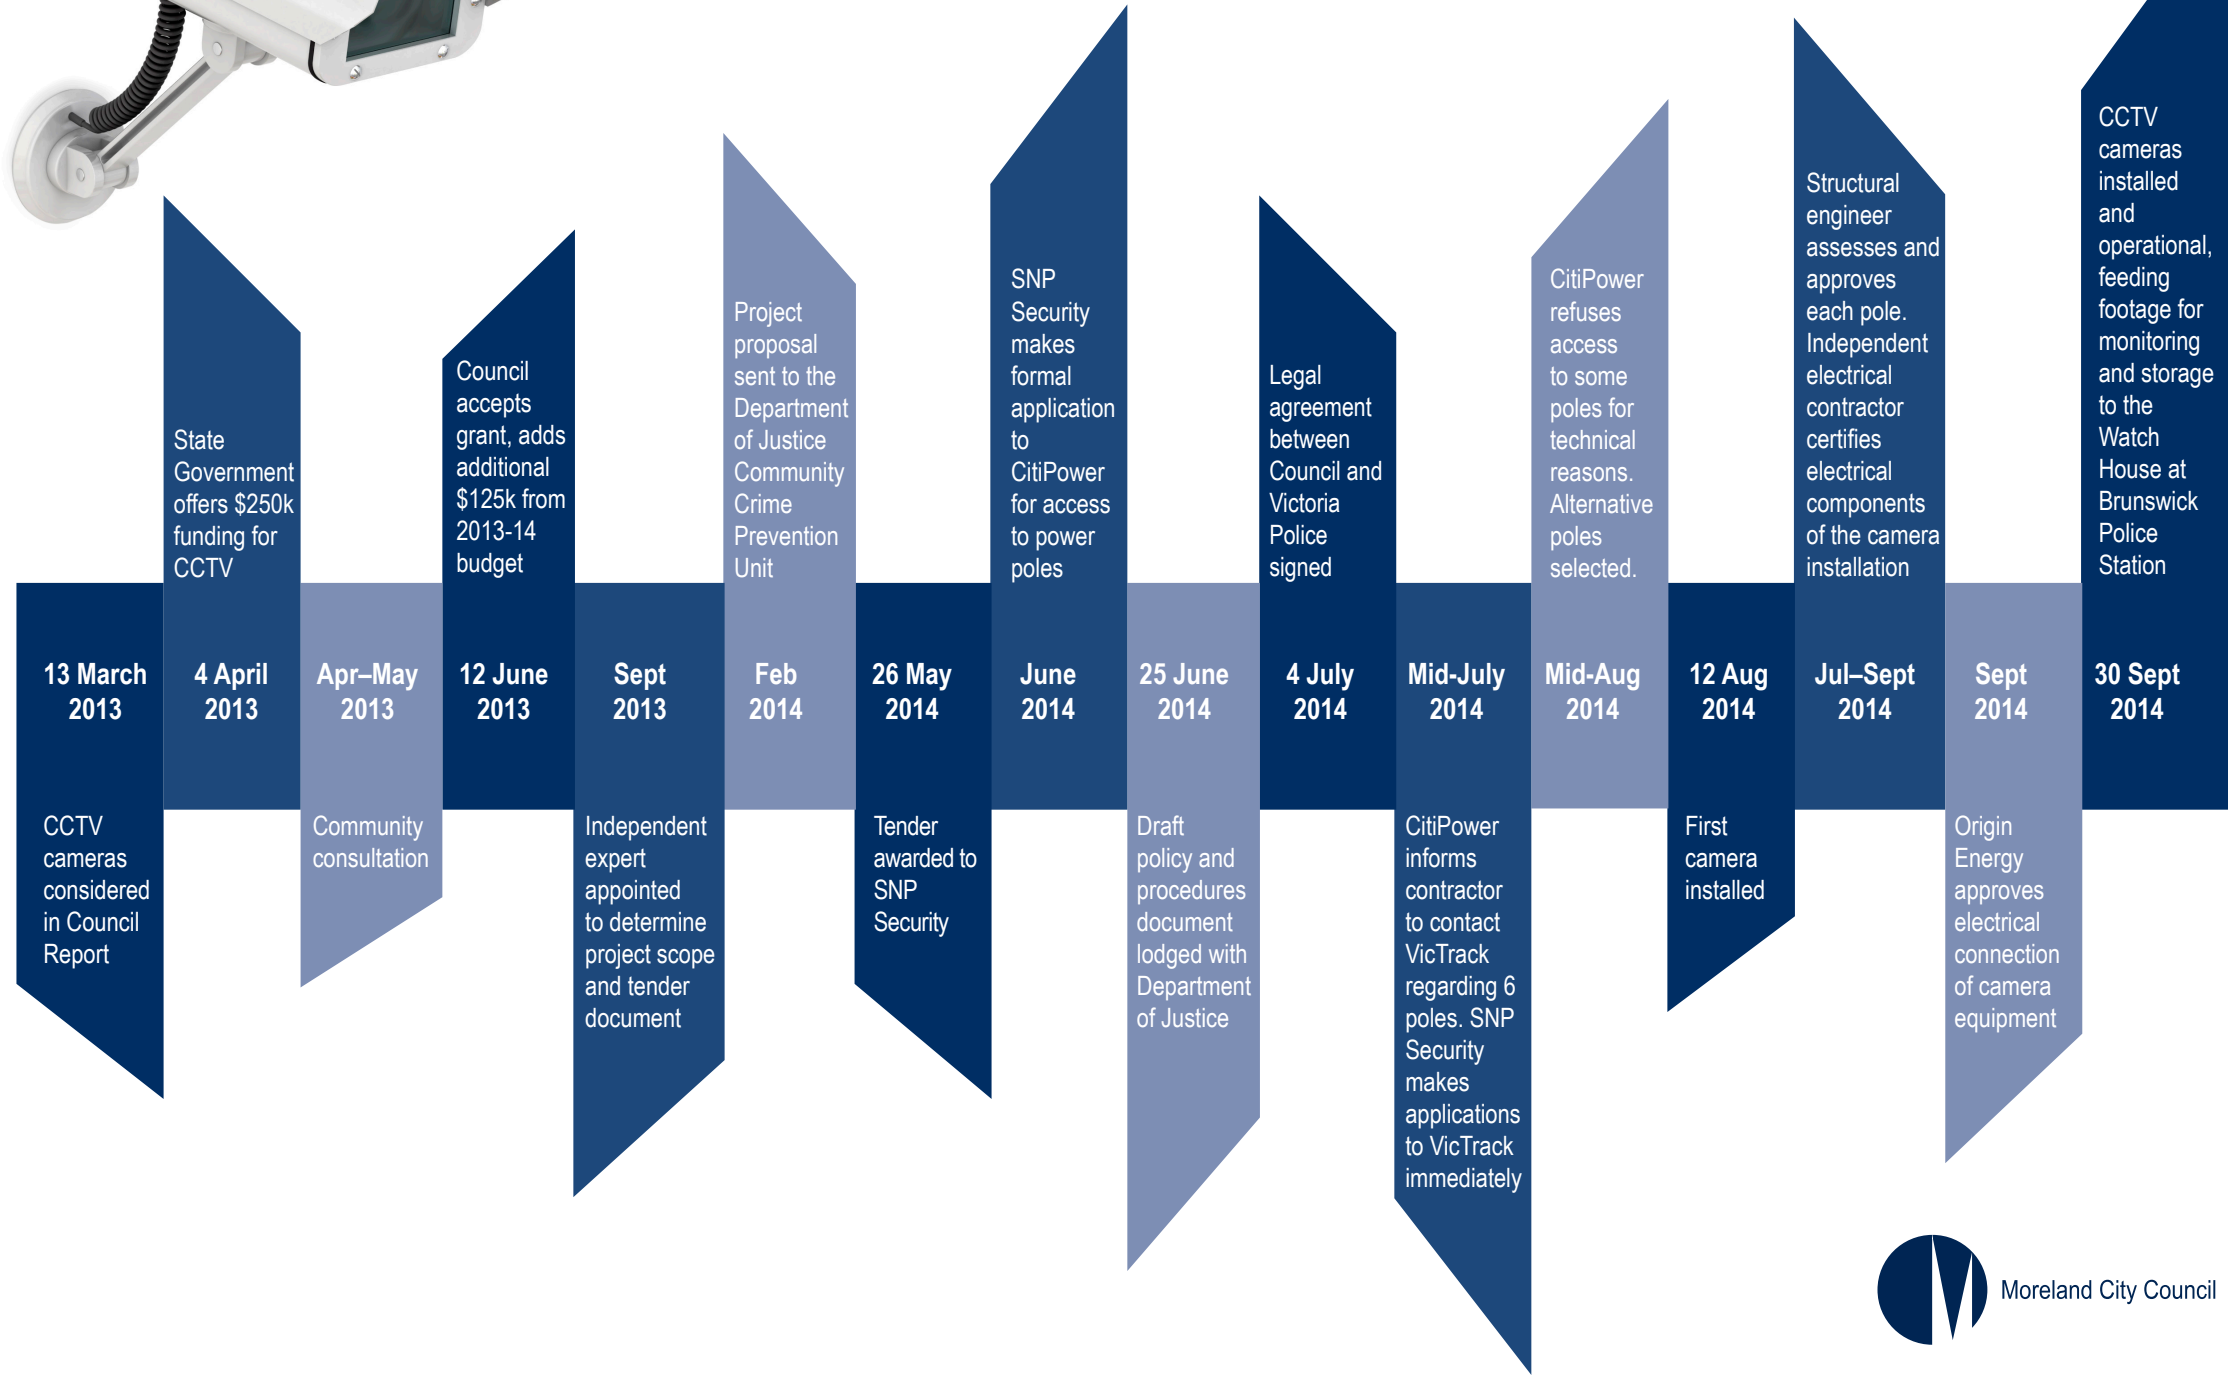 13 March
2013
CCTV
cameras
considered
in Council
Report
State
Government
offers $250k
funding for
CCTV
4 April
2013
Apr–May
2013
Community
consultation
Council
accepts
grant, adds
additional
$125k from
2013-14
budget
12 June
2013
Sept
2013
Independent
expert
appointed
to determine
project scope
and tender
document
Project
proposal
sent to the
Department
of Justice
Community
Crime
Prevention
Unit
Feb
2014
26 May
2014
Tender
awarded to
SNP
Security
SNP
Security
makes
formal
application
to
CitiPower
for access
to power
poles
June
2014
25 June
2014
Draft
policy and
procedures
document
lodged with
Department
of Justice
Legal
agreement
between
Council and
Victoria
Police
signed
4 July
2014
Mid-July
2014
CitiPower
informs
contractor
to contact
VicTrack
regarding 6
poles. SNP
Security
makes
applications
to VicTrack
immediately
CitiPower
refuses
access
to some
poles for
technical
reasons.
Alternative
poles
selected.
Mid-Aug
2014
12 Aug
2014
First
camera
installed
Structural
engineer
assesses and
approves
each pole.
Independent
electrical
contractor
certifies
electrical
components
of the camera
installation
Jul–Sept
2014
Sept
2014
Origin
Energy
approves
electrical
connection
of camera
equipment
CCTV
cameras
installed
and
operational,
feeding
footage for
monitoring
and storage
to the
Watch
House at
Brunswick
Police
Station
30 Sept
2014
Moreland City Council